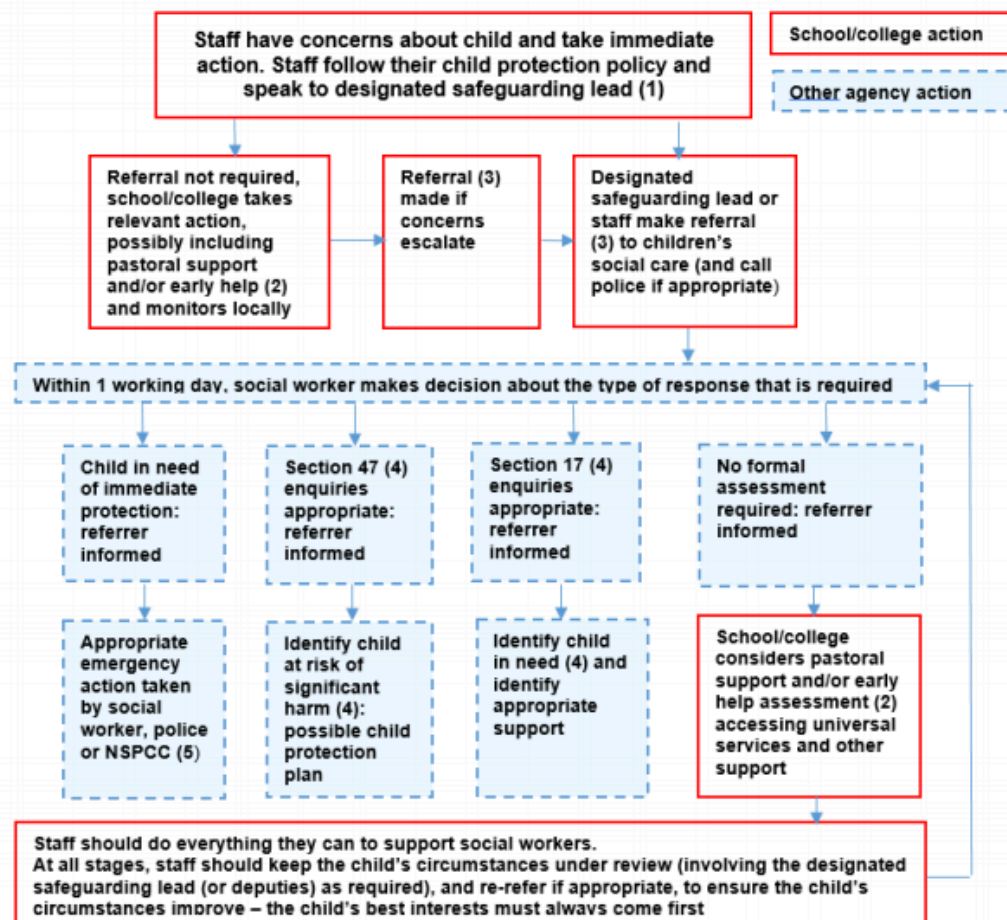 Staff have concerns about child and take immediate
action. Staff follow their child protection policy and
speak to designated safeguarding lead (1)
School/college action
Other agency action
Referral not required,
school/college takes
relevant action,
possibly including
pastoral support
and/or early help (2)
and monitors locally
Referral (3)
made if
concerns
escalate
Designated
safeguarding lead or
staff make referral
(3) to children's
social care (and call
police if appropriate)
Within 1 working day, social worker makes decision about the type of response that is required
Child in need
of immediate
protection:
referrer
informed
Section 47 (4)
enquiries
appropriate:
referrer
informed
Section 17 (4)
enquiries
appropriate:
referrer
informed
No formal
assessment
required: referrer
informed
Appropriate
emergency
action taken
by social
worker, police
or NSPCC (5)
Identify child
at risk of
significant
harm (4):
possible child
protection
plan
Identify child
in need (4) and
identify
appropriate
support
School/college
considers pastoral
support and/or early
help assessment (2)
accessing universal
services and other
support
Staff should do everything they can to support social workers.
At all stages, staff should keep the child's circumstances under review (involving the designated
safeguarding lead (or deputies) as required), and re-refer if appropriate, to ensure the child's
circumstances improve – the child's best interests must always come first